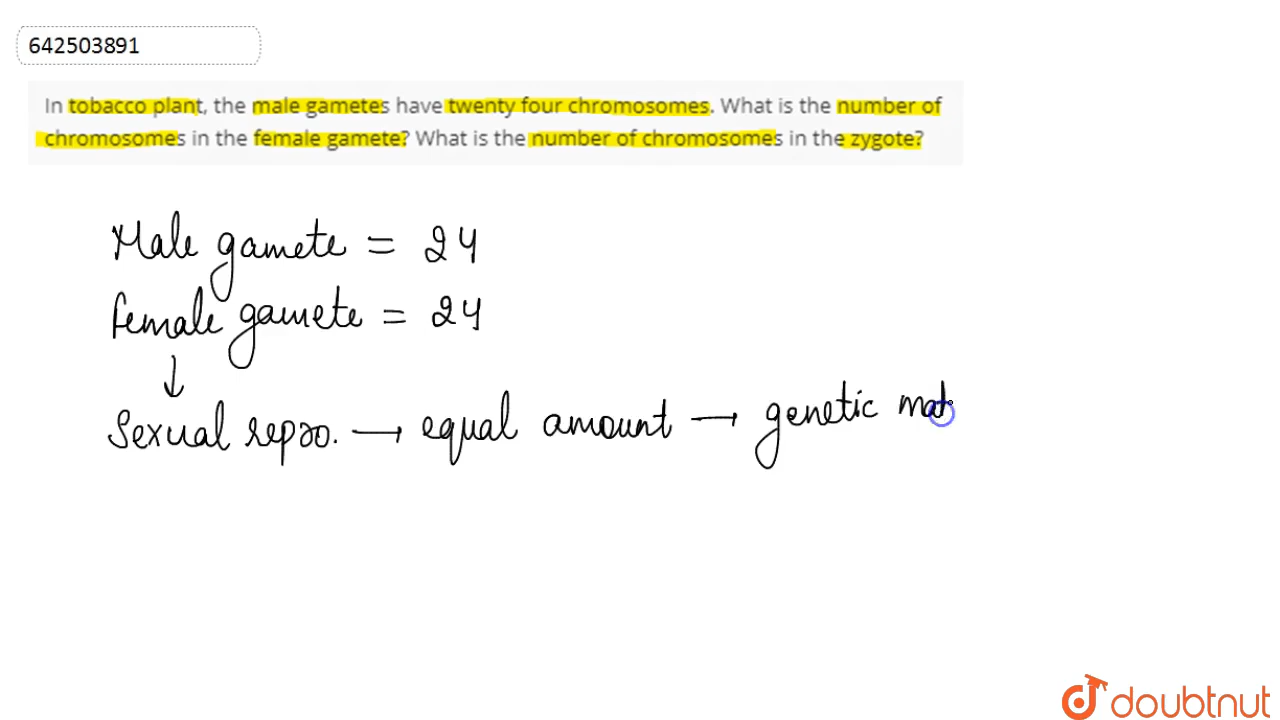 642503891
In tobacco plant, the male gametes have twenty four chromosomes. What is the number of
chromosomes in the female gamete? What is the number of chromosomes in the zygote?
Male gamete = 24
female gamete = 24
↓
Sexual repro. → equal amount → genetic mat
doubtnut